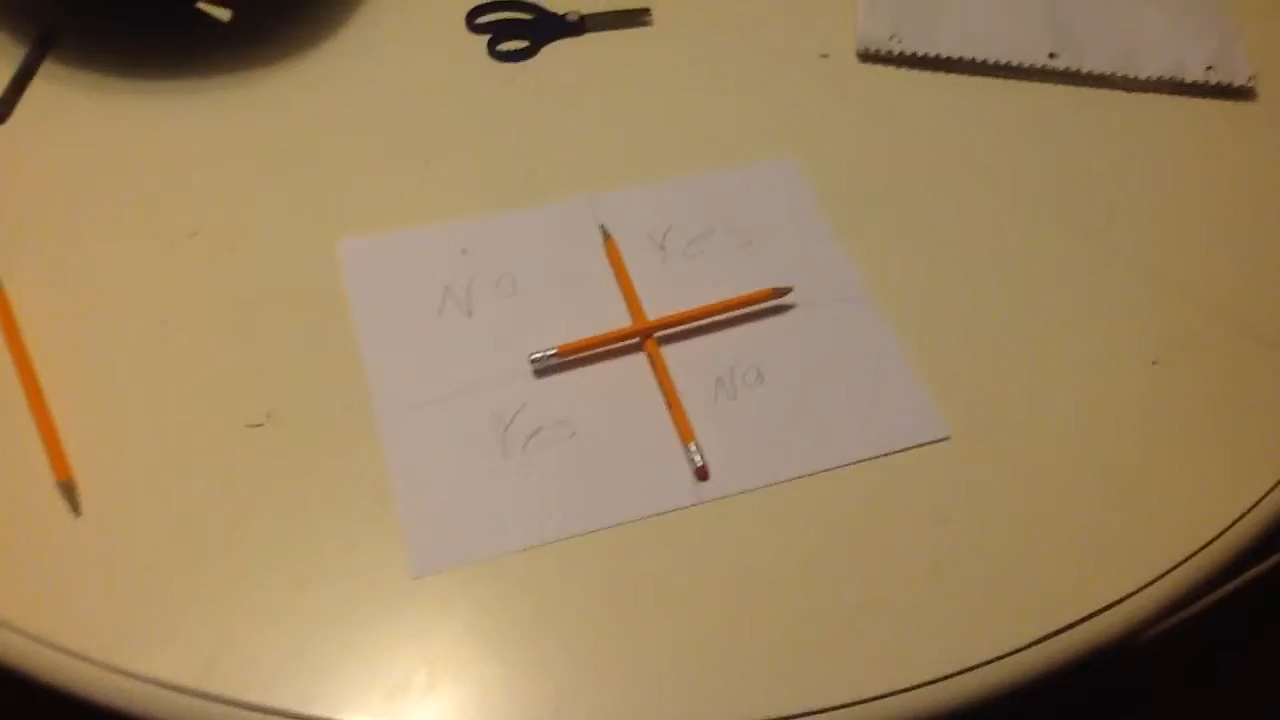 No Yes
Yes No